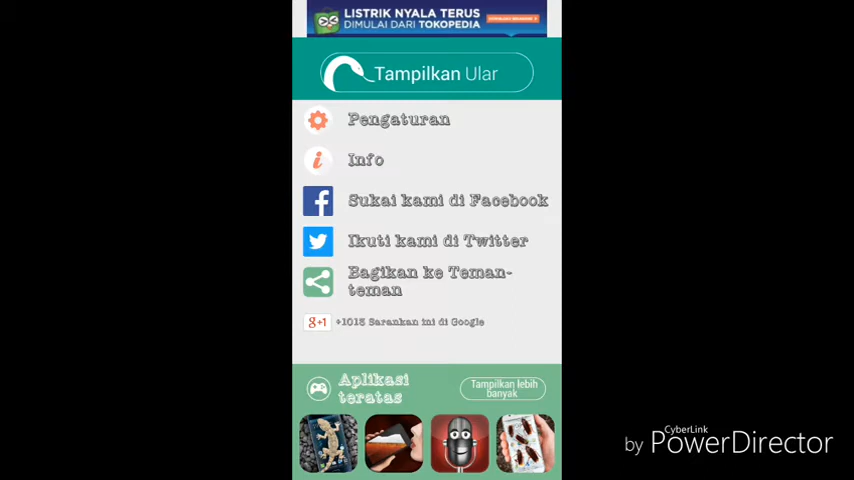 LISTRIK NYALA TERUS
DIMULAI DARI TOKOPEDIA
Tampilkan Ular
Pengaturan
Info
Sukai kami di Facebook
Ikuti kami di Twitter
Bagikan ke Teman-
teman
g+1 +1015 Sarankan ini di Google
Aplikasi
teratas
Tampilkan lebih
banyak
by CyberLink
PowerDirector